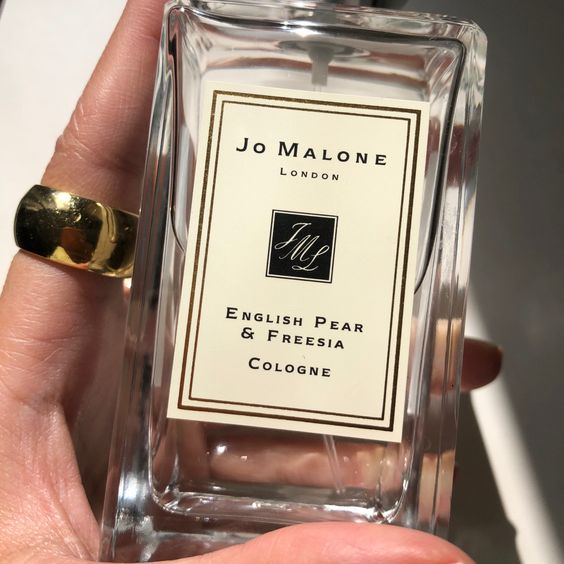 Jo Malone
London
JML
English Pear
& Freesia
Cologne